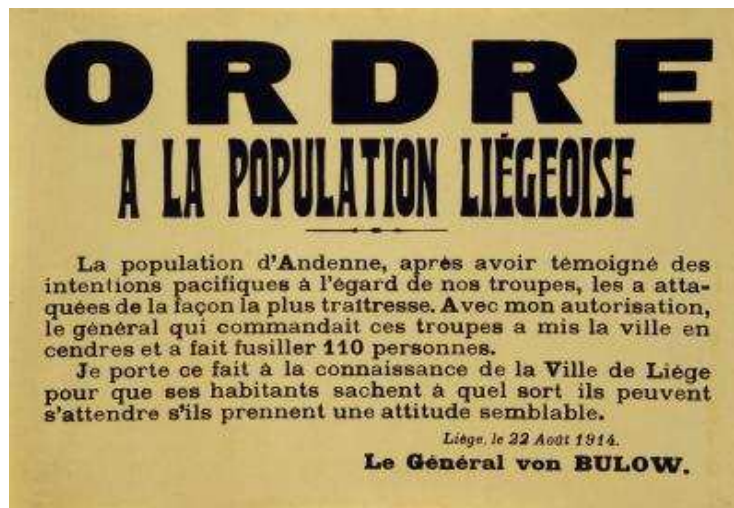 ORDRE
A LA POPULATION LIÉGEOISE
La population d'Andenne, après avoir témoigné des
intentions pacifiques à l'égard de nos troupes, les a atta-
quées de la façon la plus traîtresse. Avec mon autorisation,
le général qui commandait ces troupes a mis la ville en
cendres et a fait fusiller 110 personnes.
Je porte ce fait à la connaissance de la Ville de Liége
pour que ses habitants sachent à quel sort ils peuvent
s'attendre s'ils prennent une attitude semblable.
Liége, le 22 Août 1914.
Le Général von BULOW.